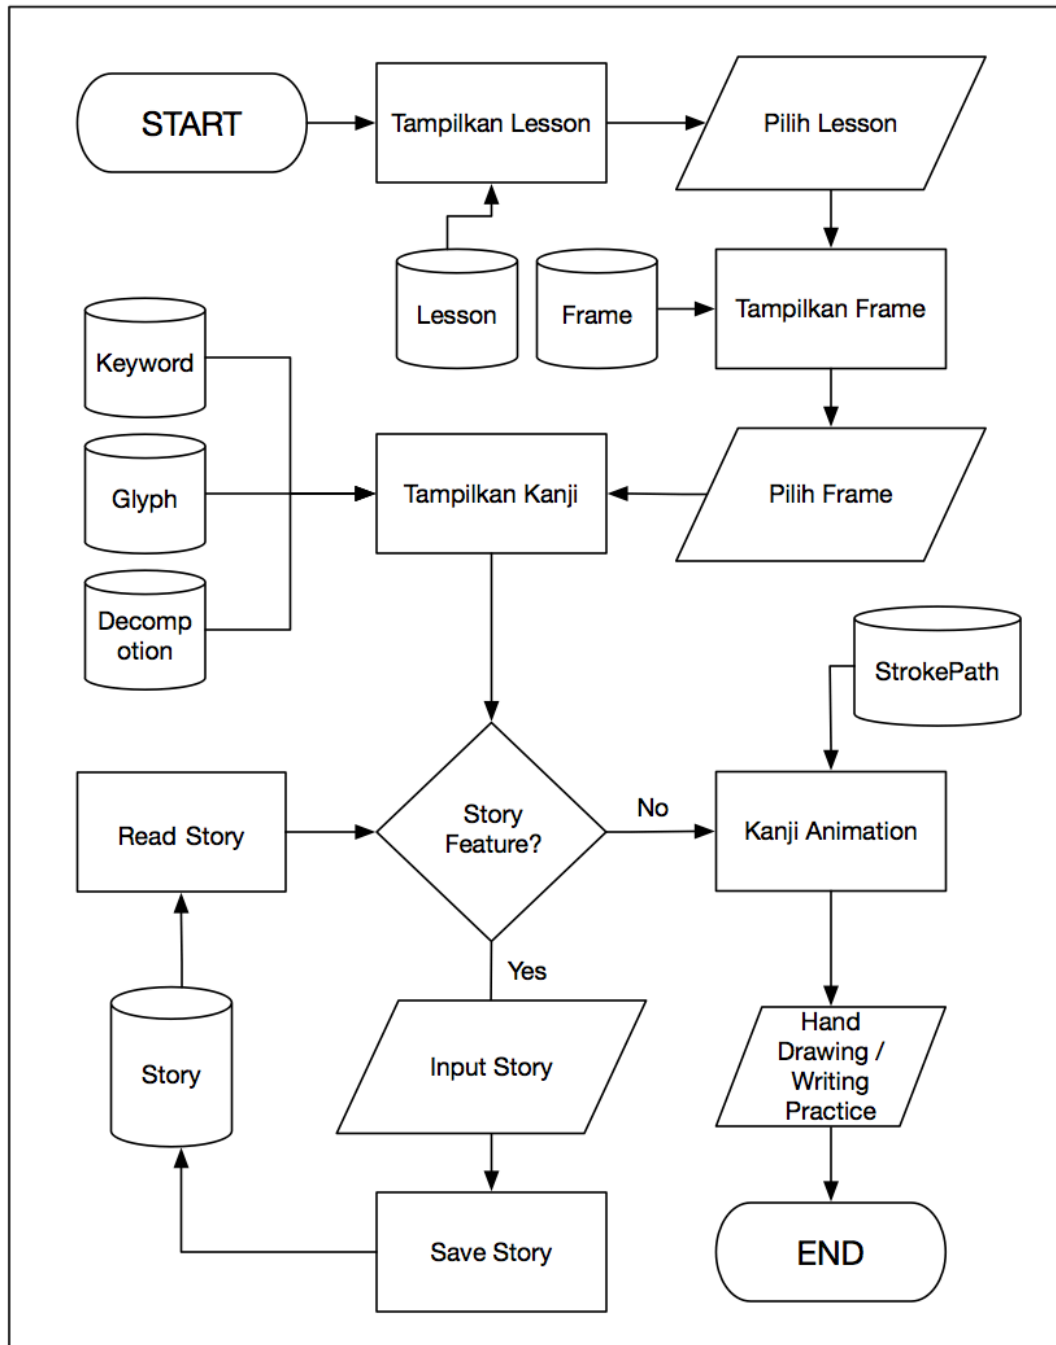 START
Tampilkan Lesson
Pilih Lesson
Lesson
Frame
Tampilkan Frame
Keyword
Glyph
Decomp
otion
Tampilkan Kanji
Pilih Frame
StrokePath
Read Story
Story
Feature?
No
Kanji Animation
Yes
Story
Input Story
Hand
Drawing /
Writing
Practice
Save Story
END